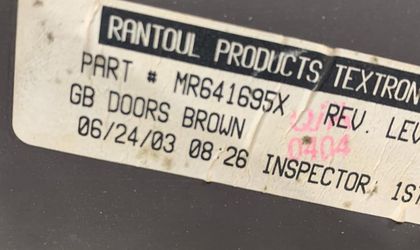 RANTOUL PRODUCTS TEXTRON
PART # MR641695X REV. LEV
GB DOORS BROWN
0404
06/24/03 08:26 INSPECTOR 1S